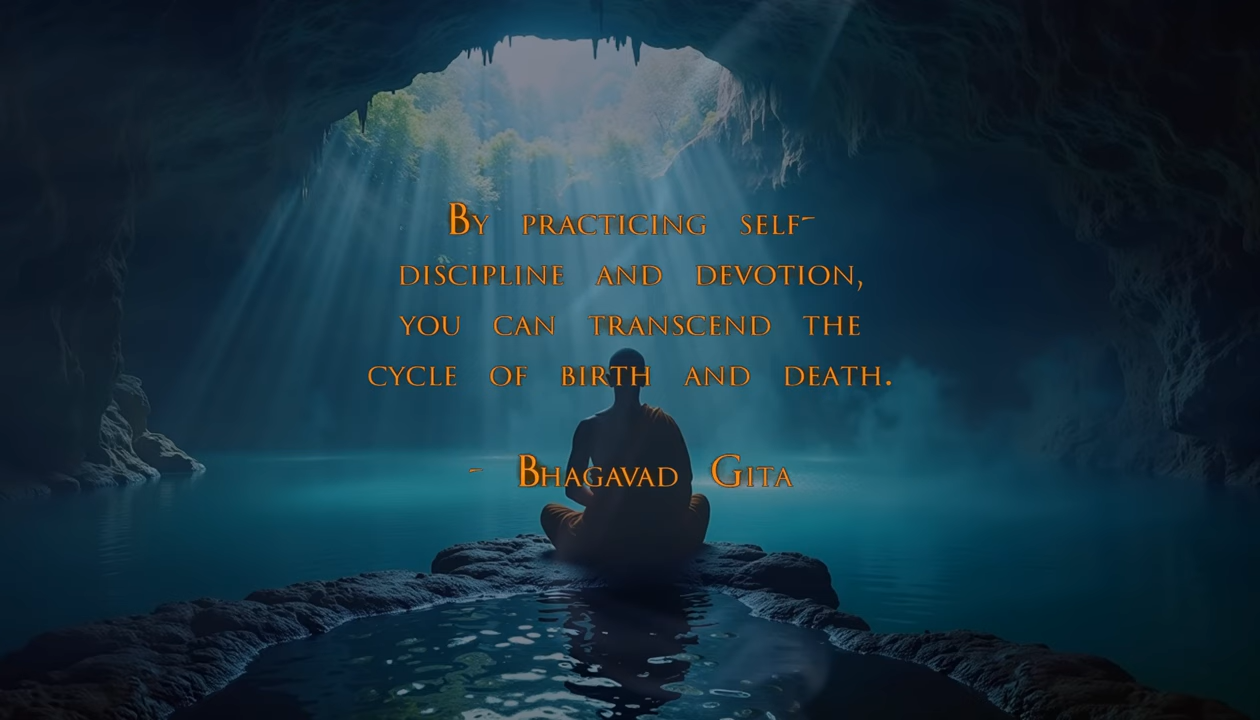 By practicing self-
discipline and devotion,
you can transcend the
cycle of birth and death.
- Bhagavad Gita